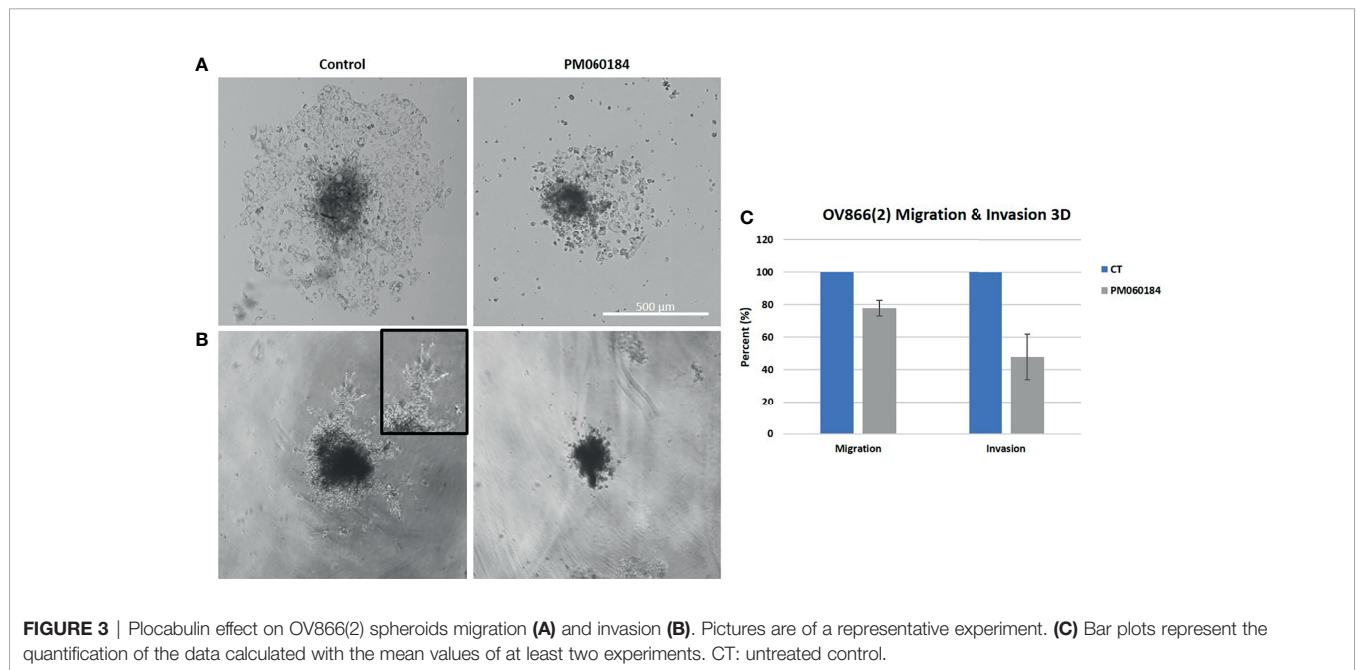 A
Control
PM060184
500 µm
B
C
OV866(2) Migration & Invasion 3D
Percent (%)
120
100
80
60
40
20
0
Migration
Invasion
CT
PM060184
FIGURE 3 | Plocabulin effect on OV866(2) spheroids migration (A) and invasion (B). Pictures are of a representative experiment. (C) Bar plots represent the
quantification of the data calculated with the mean values of at least two experiments. CT: untreated control.